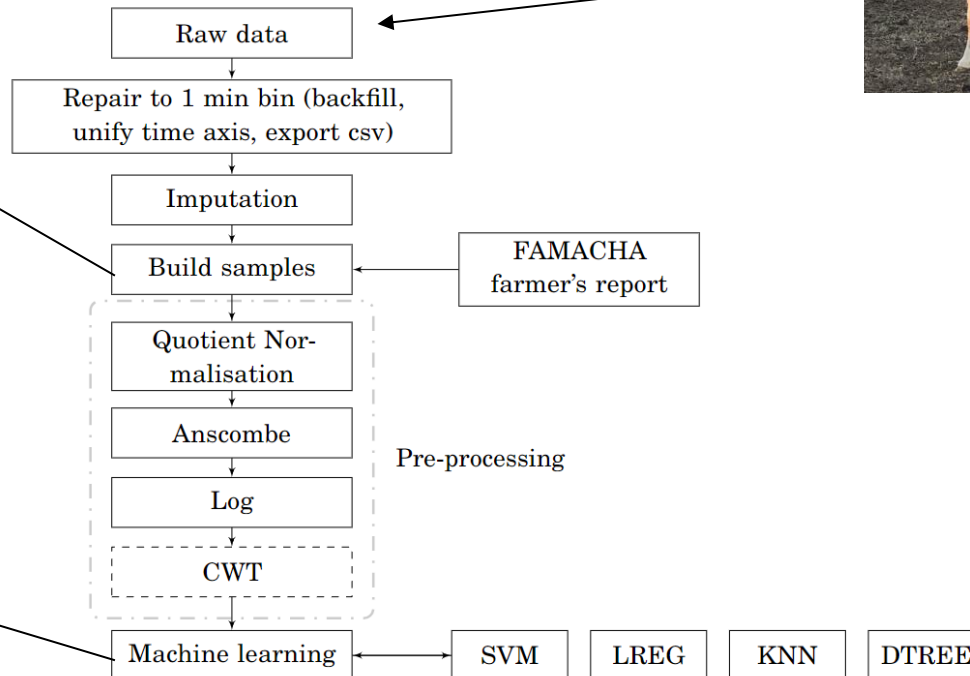 Raw data
Repair to 1 min bin (backfill,
unify time axis, export csv)
Imputation
Build samples
FAMACHA
farmer's report
Quotient Nor-
malisation
Anscombe
Pre-processing
Log
CWT
Machine learning
SVM
LREG
KNN
DTREE